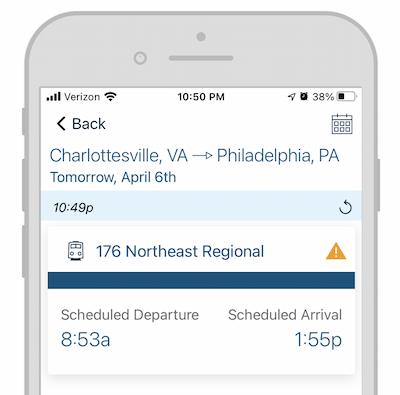 Verizon 10:50 PM 38%
Back
Charlottesville, VA → Philadelphia, PA
Tomorrow, April 6th
10:49p
176 Northeast Regional
Scheduled Departure Scheduled Arrival
8:53a 1:55p